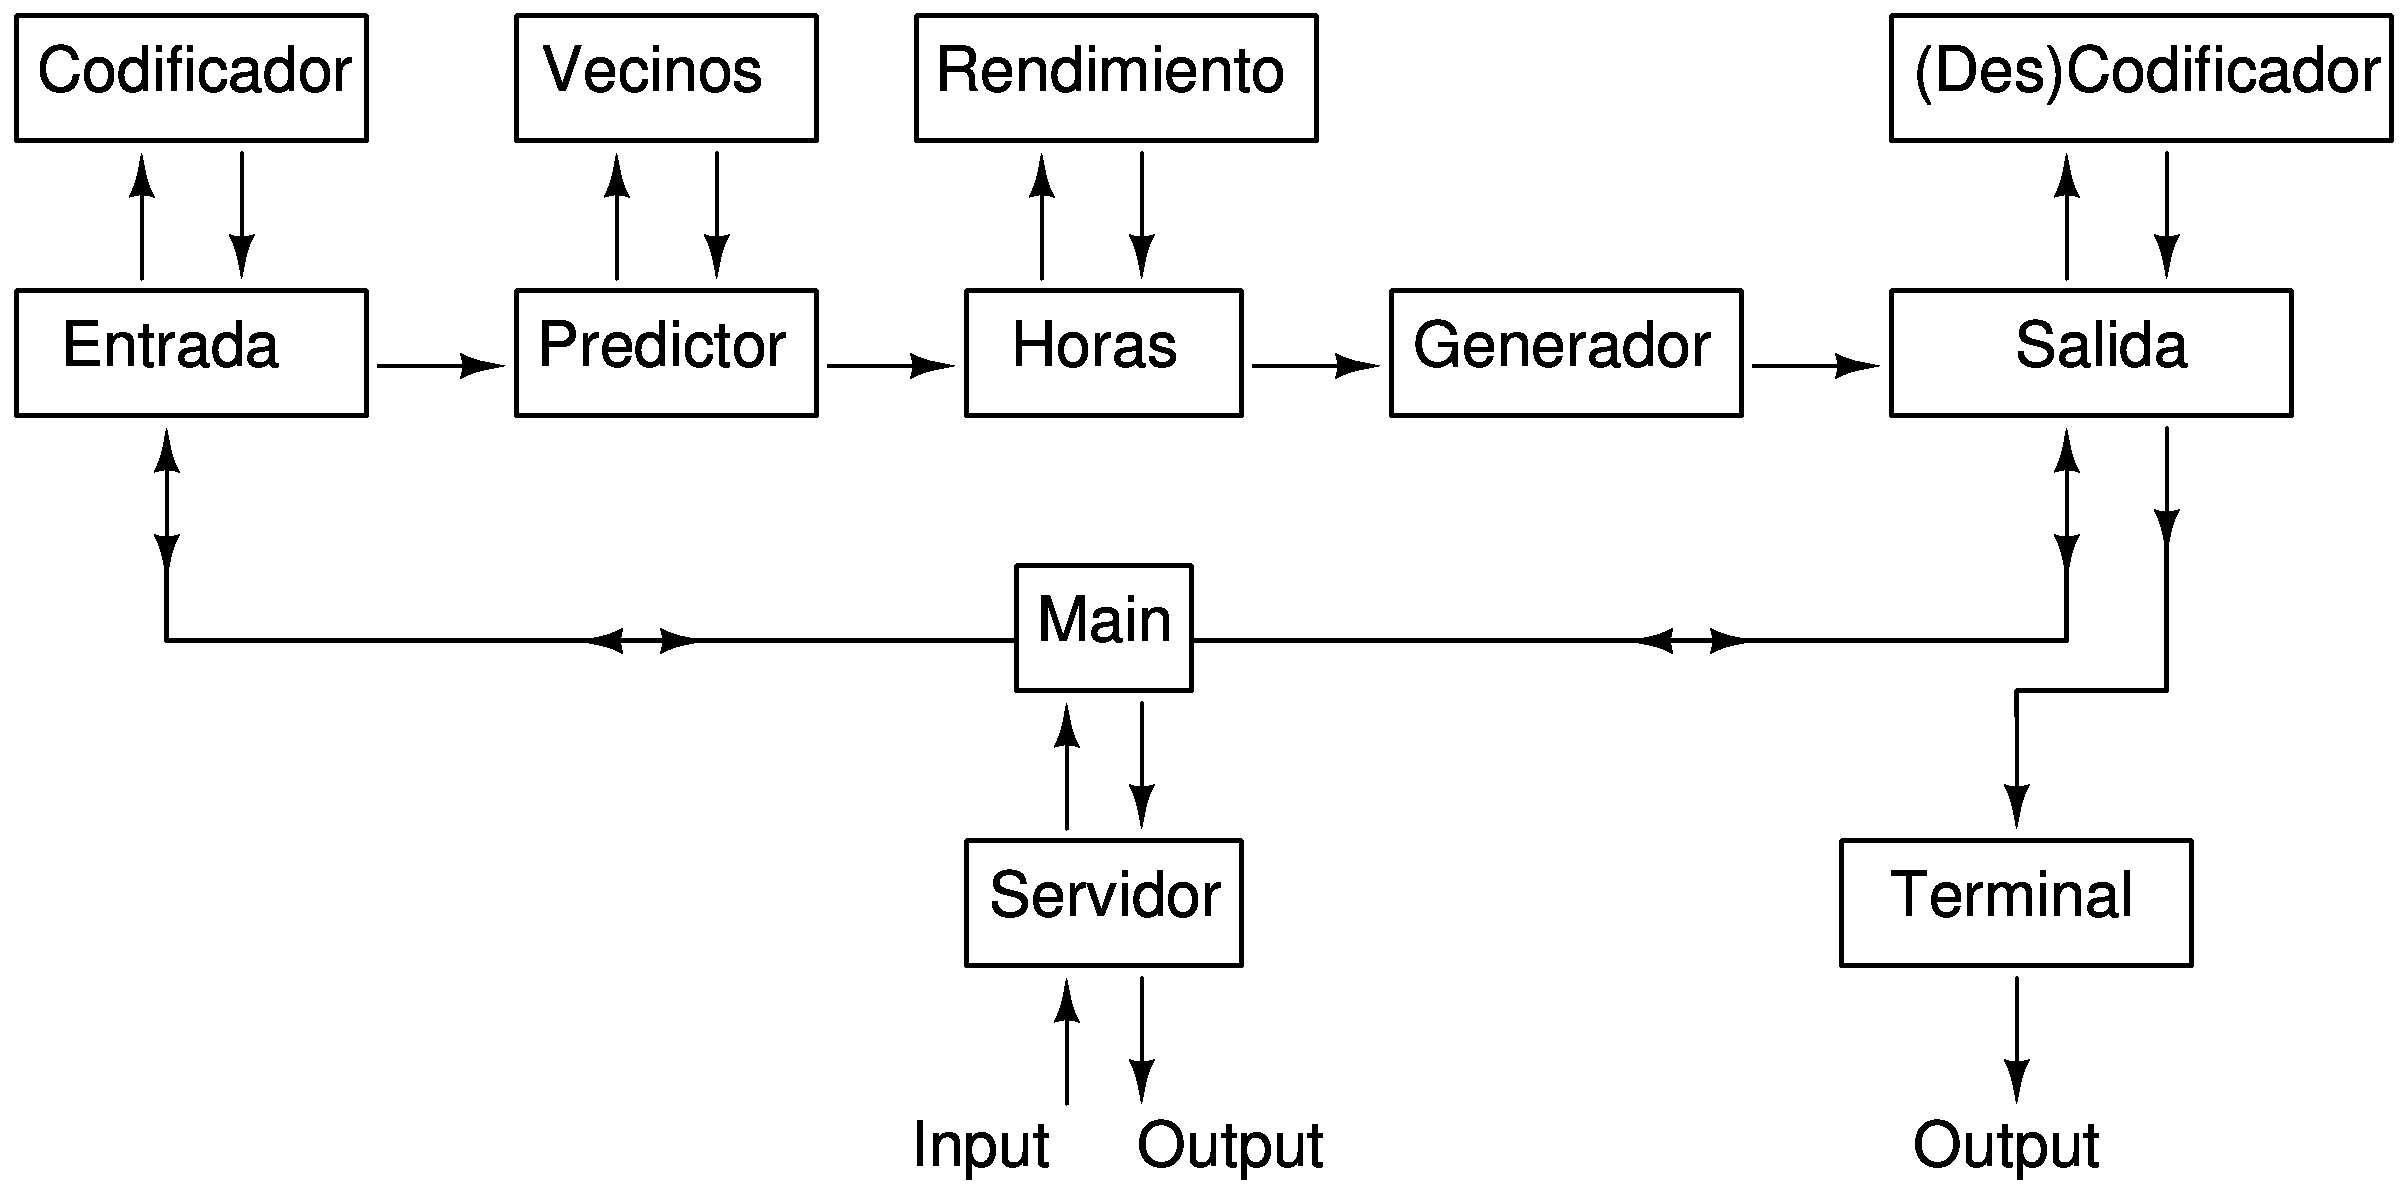 Codificador
Vecinos
Rendimiento
(Des)Codificador
Entrada
Predictor
Horas
Generador
Salida
Main
Servidor
Terminal
Input
Output
Output